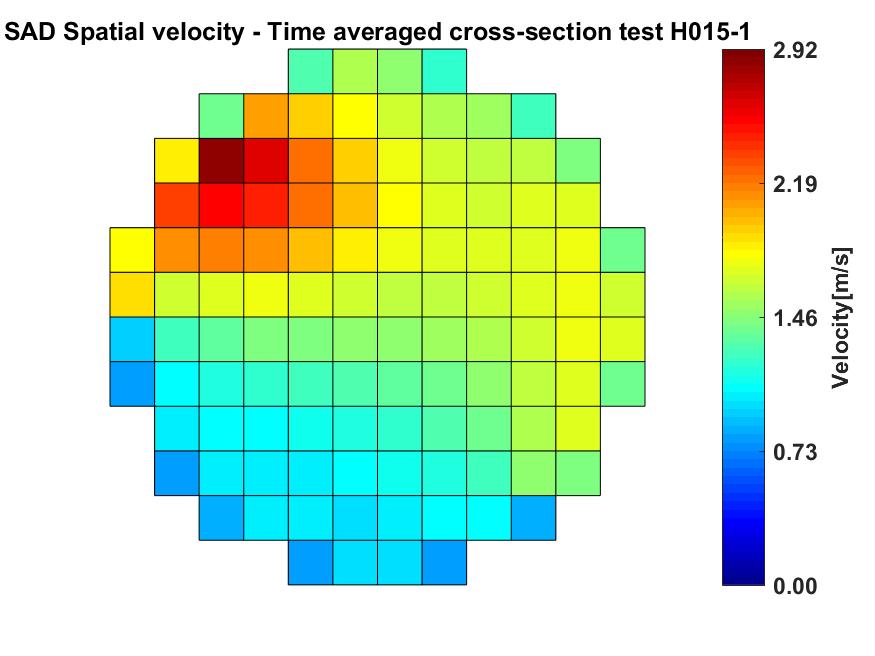 SAD Spatial velocity - Time averaged cross-section test H015-1
2.92
2.19
1.46
0.73
0.00
Velocity[m/s]